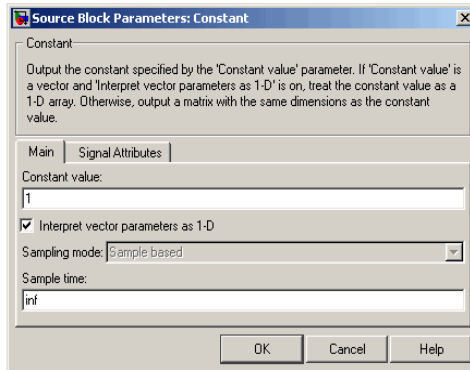 Source Block Parameters: Constant
Constant
Output the constant specified by the 'Constant value' parameter. If 'Constant value' is
a vector and 'Interpret vector parameters as 1-D' is on, treat the constant value as a
1-D array. Otherwise, output a matrix with the same dimensions as the constant
value.
Main Signal Attributes
Constant value:
1
Interpret vector parameters as 1-D
Sampling mode: Sample based
Sample time:
inf
OK Cancel Help